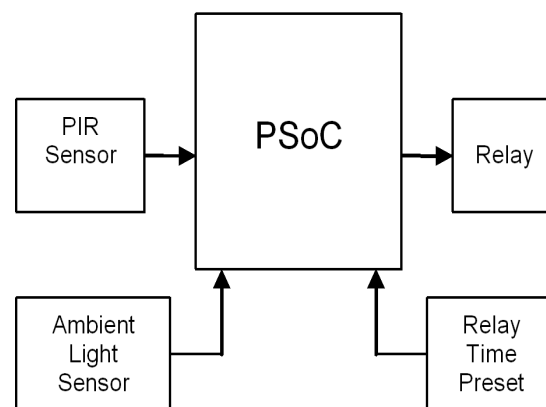 PIR
Sensor
PSoC
Relay
Ambient
Light
Sensor
Relay
Time
Preset